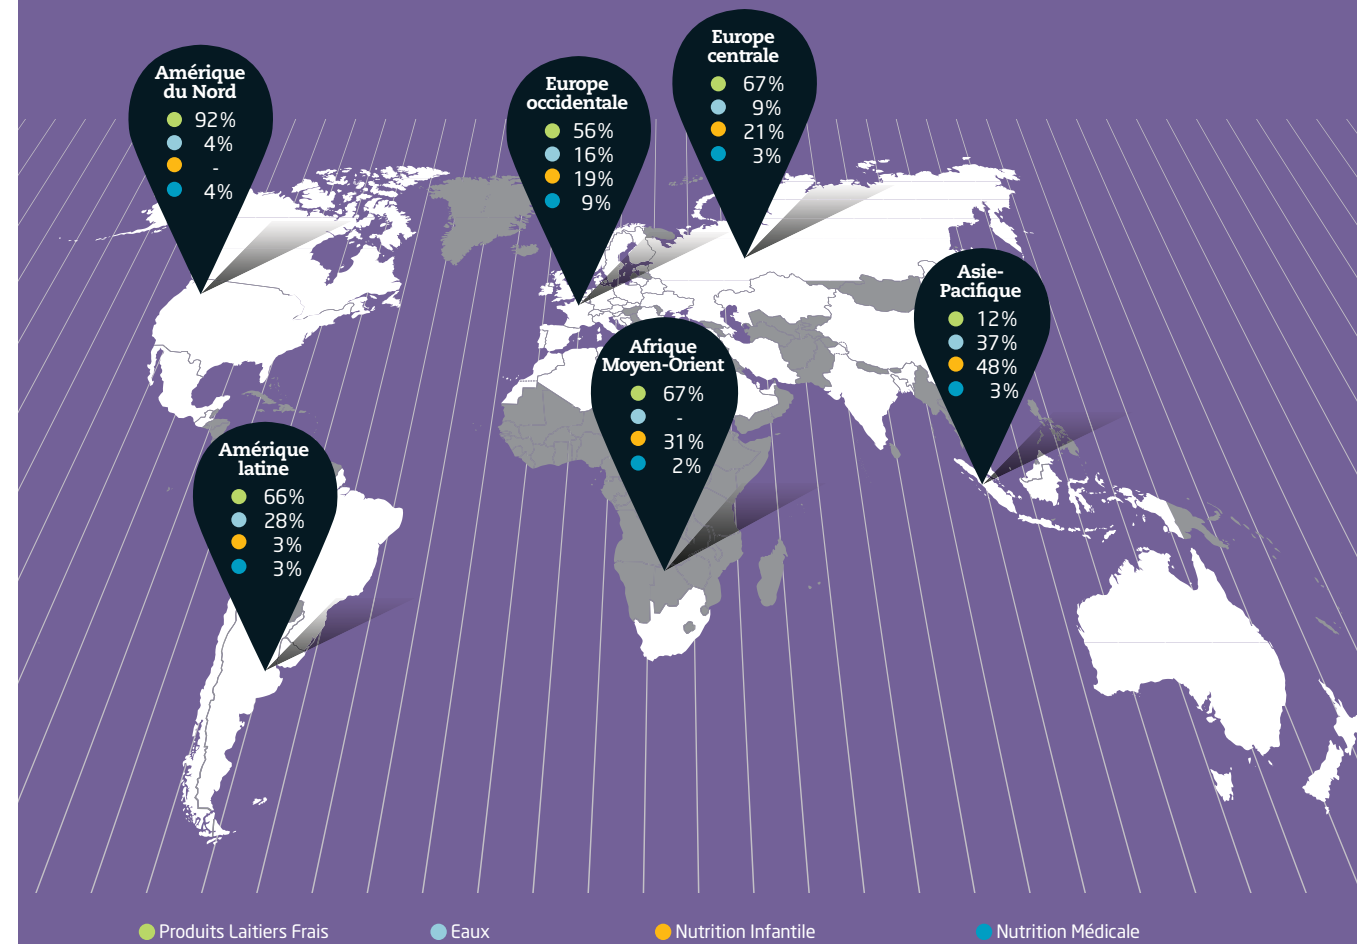 Amérique
du Nord
92%
4%
-
4%
Europe
occidentale
56%
16%
19%
9%
Europe
centrale
67%
9%
21%
3%
Asie-
Pacifique
12%
37%
48%
3%
Afrique
Moyen-Orient
67%
-
31%
2%
Amérique
latine
66%
28%
3%
3%
Produits Laitiers Frais
Eaux
Nutrition Infantile
Nutrition Médicale